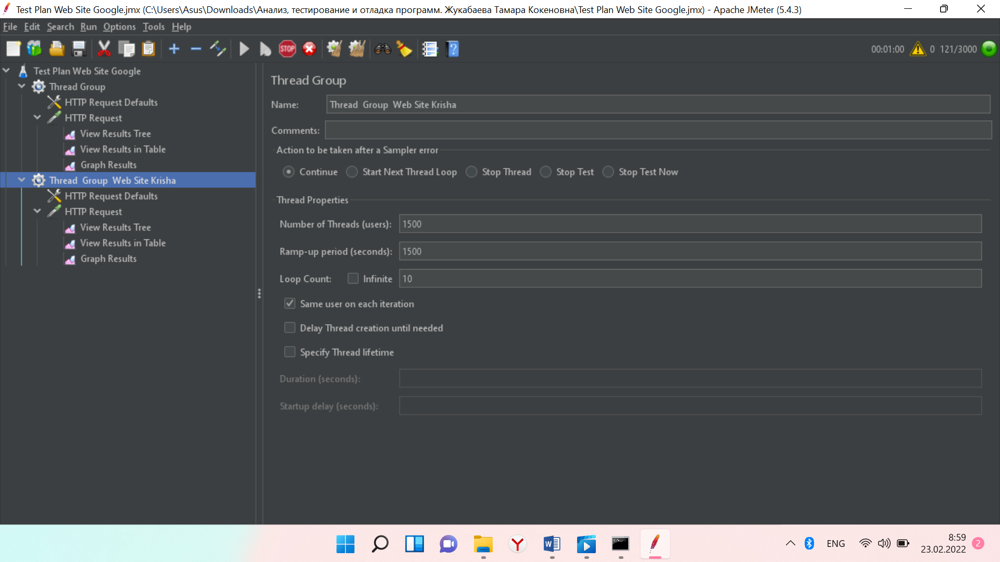 Test Plan Web Site Google.jmx (C:\Users\Asus\Downloads\Анализ, тестирование и отладка программ. Жукабаева Тамара Кокеновна\Test Plan Web Site Google.jmx) - Apache JMeter (5.4.3)
File Edit Search Run Options Tools Help
STOP 00:01:00 0 121/3000
Test Plan Web Site Google
Thread Group
HTTP Request Defaults
HTTP Request
View Results Tree
View Results in Table
Graph Results
Thread  Group  Web Site Krisha
HTTP Request Defaults
HTTP Request
View Results Tree
View Results in Table
Graph Results
Thread Group
Name: Thread  Group  Web Site Krisha
Comments:
Action to be taken after a Sampler error
Continue Start Next Thread Loop Stop Thread Stop Test Stop Test Now
Thread Properties
Number of Threads (users): 1500
Ramp-up period (seconds): 1500
Loop Count: Infinite 10
Same user on each iteration
Delay Thread creation until needed
Specify Thread lifetime
Duration (seconds):
Startup delay (seconds):
ENG
8:59
23.02.2022
2